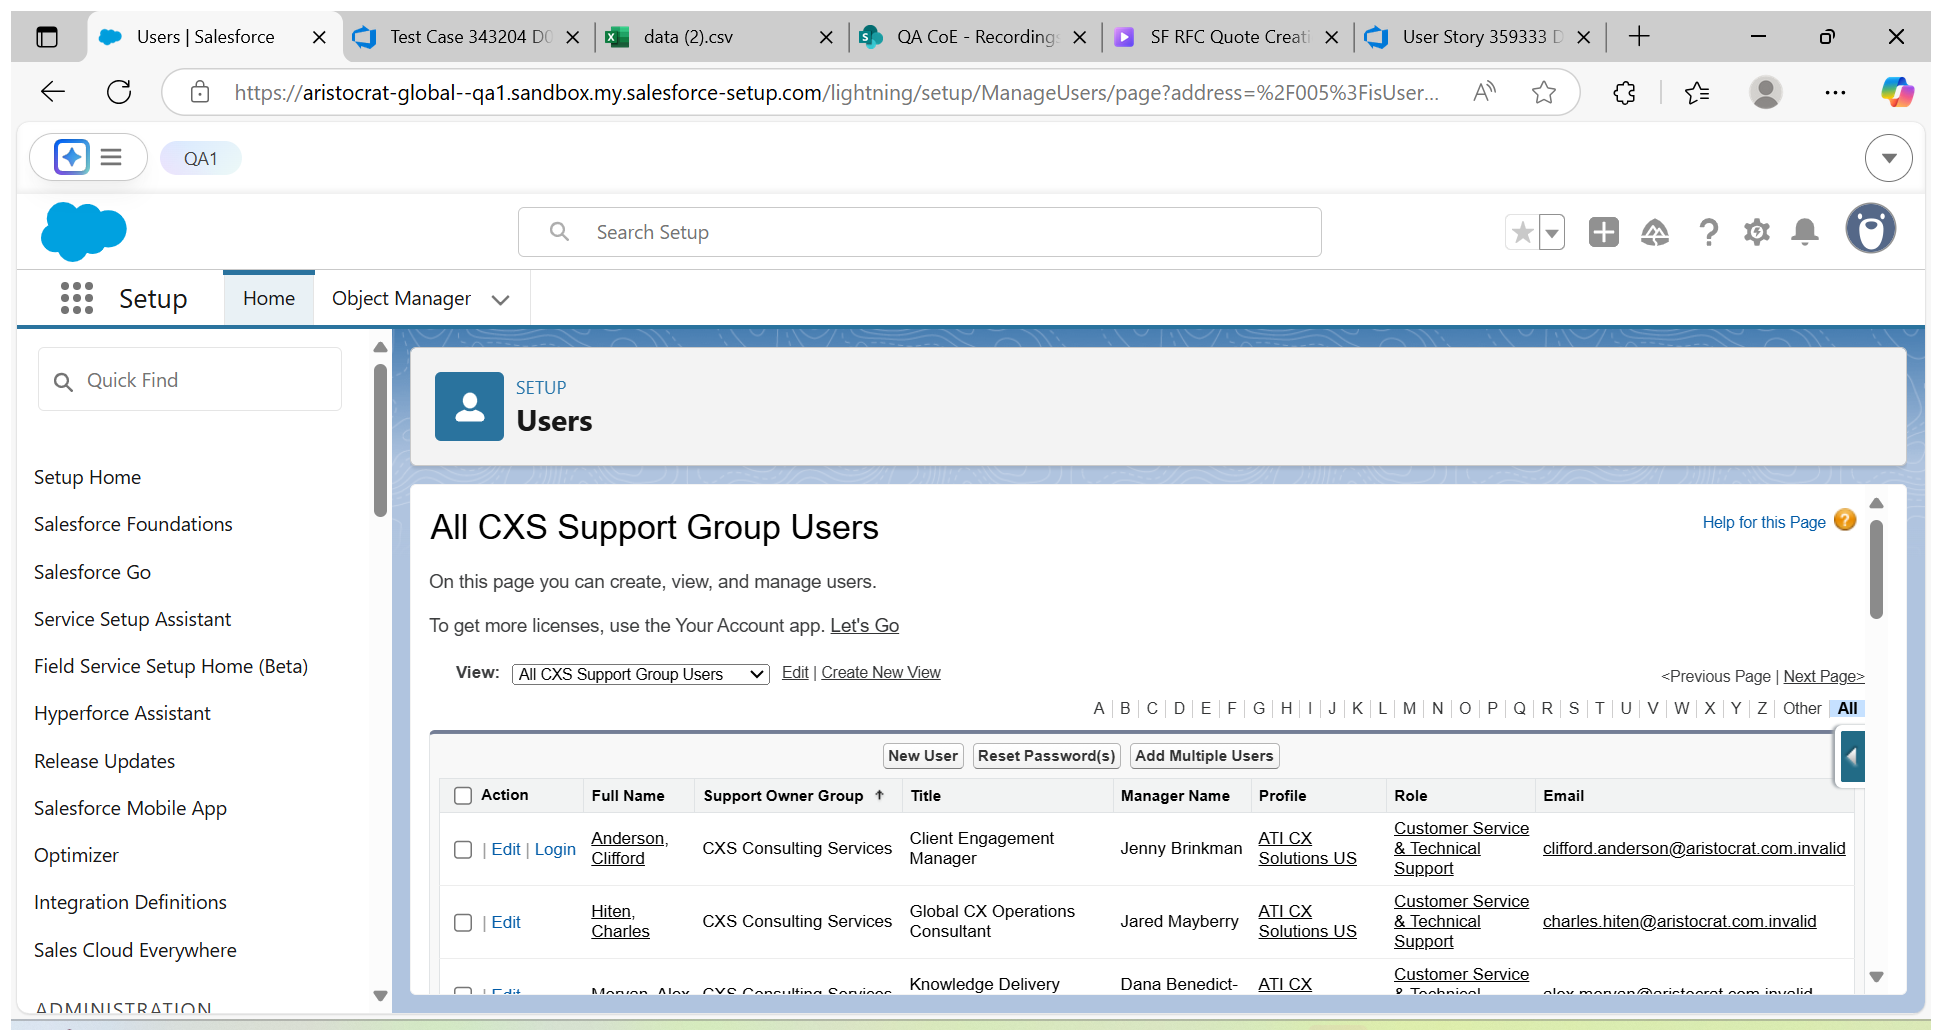 Users | Salesforce
Test Case 343204 D0
data (2).csv
QA CoE - Recordings
SF RFC Quote Creati
User Story 359333 D
https://aristocrat-global--qa1.sandbox.my.salesforce-setup.com/lightning/setup/ManageUsers/page?address=%2F005%3FisUser...
QA1
Search Setup
Setup
Home
Object Manager
Quick Find
Setup Home
Salesforce Foundations
Salesforce Go
Service Setup Assistant
Field Service Setup Home (Beta)
Hyperforce Assistant
Release Updates
Salesforce Mobile App
Optimizer
Integration Definitions
Sales Cloud Everywhere
ADMINISTRATION
SETUP
Users
All CXS Support Group Users
Help for this Page
On this page you can create, view, and manage users.
To get more licenses, use the Your Account app. Let's Go
View: All CXS Support Group Users Edit | Create New View
<Previous Page | Next Page>
A | B | C | D | E | F | G | H | I | J | K | L | M | N | O | P | Q | R | S | T | U | V | W | X | Y | Z | Other | All
New User Reset Password(s) Add Multiple Users
Action Full Name Support Owner Group Title Manager Name Profile Role Email
| Edit | Login
Anderson,
Clifford
CXS Consulting Services
Client Engagement
Manager
Jenny Brinkman
ATI CX
Solutions US
Customer Service
& Technical
Support
clifford.anderson@aristocrat.com.invalid
| Edit
Hiten,
Charles
CXS Consulting Services
Global CX Operations
Consultant
Jared Mayberry
ATI CX
Solutions US
Customer Service
& Technical
Support
charles.hiten@aristocrat.com.invalid
| Edit
CXS Consulting Services
Knowledge Delivery
Dana Benedict-
ATI CX
Customer Service
& Technical